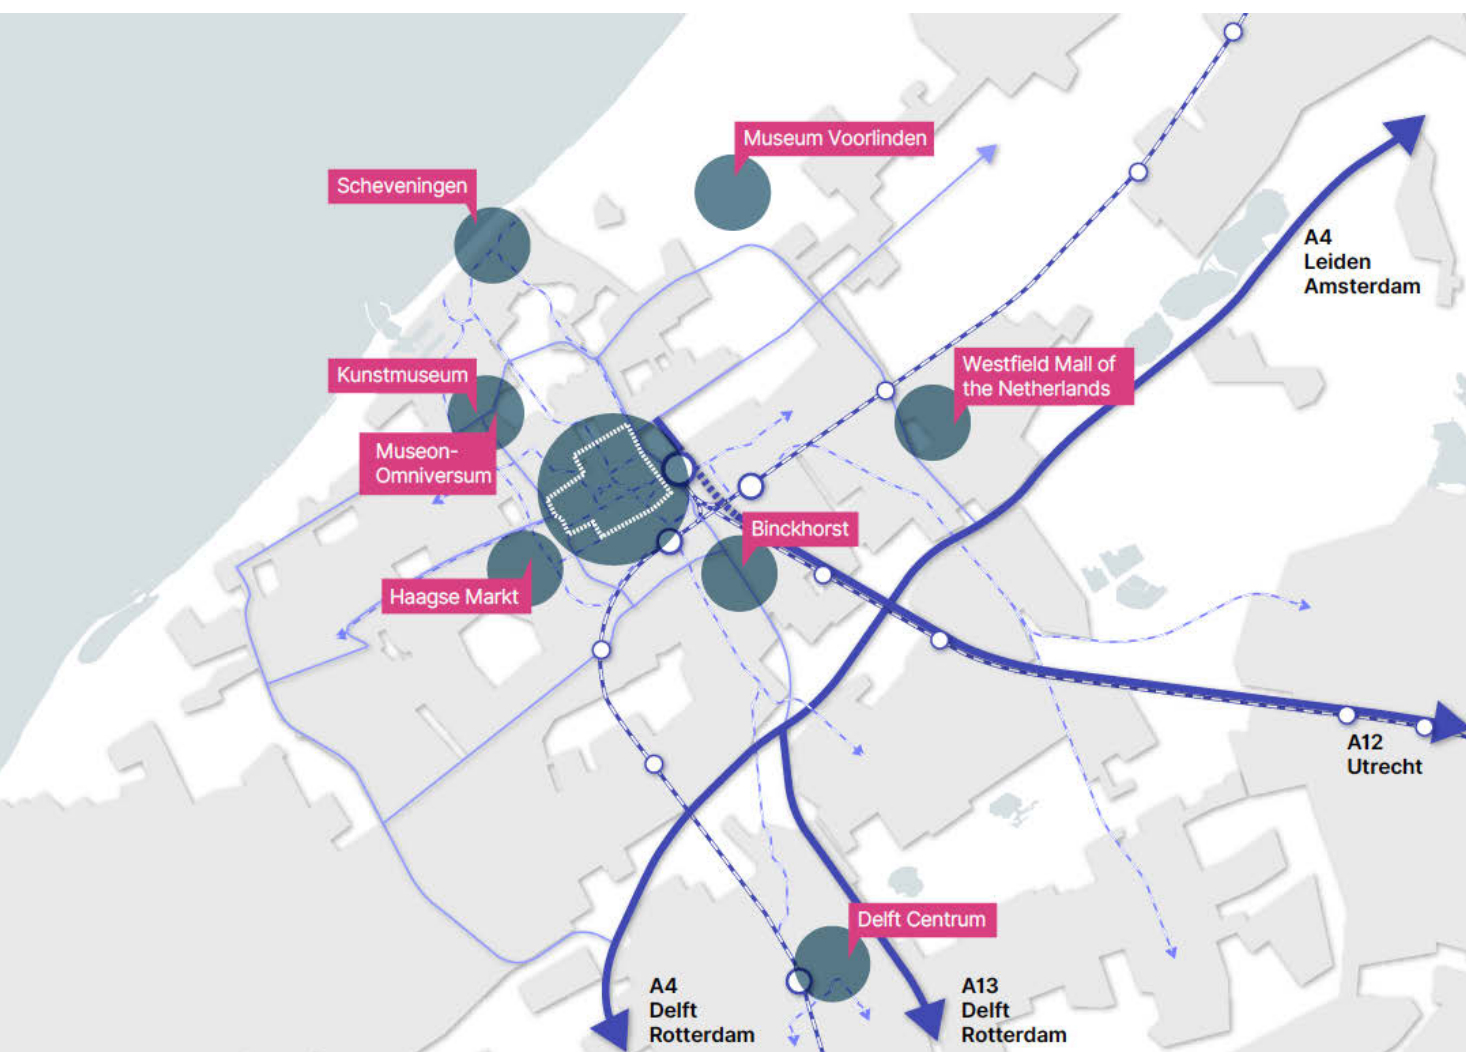 Museum Voorlinden
Scheveningen
A4
Leiden
Amsterdam
Kunstmuseum
Westfield Mall of
the Netherlands
Museon-
Omniversum
Binckhorst
Haagse Markt
A12
Utrecht
Delft Centrum
A4
Delft
Rotterdam
A13
Delft
Rotterdam